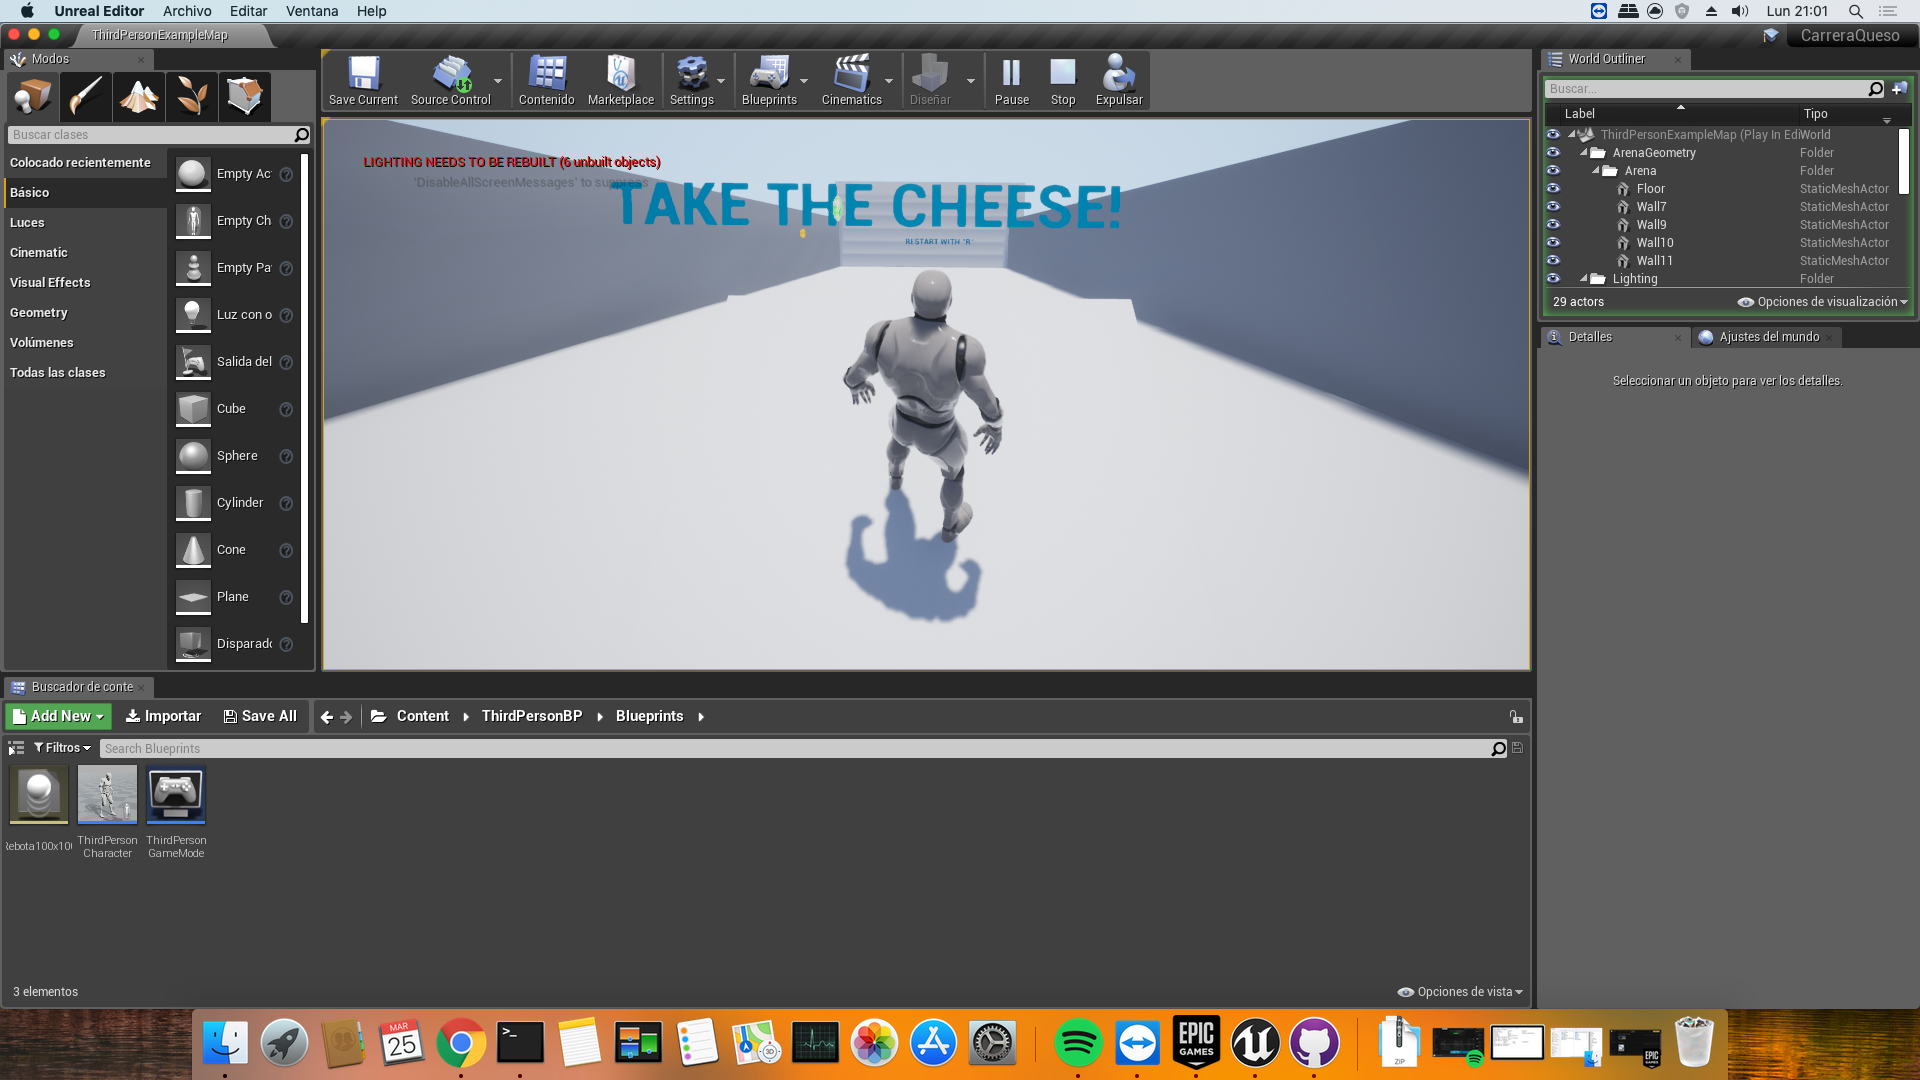 Unreal Editor Archivo Editar Ventana Help
Lun 21:01
ThirdPersonExampleMap
CarreraQueso
Modos
Buscar clases
Colocado recientemente
Básico
Luces
Cinematic
Visual Effects
Geometry
Volúmenes
Todas las clases
Empty Ac
Empty Ch
Empty Pa
Luz con o
Salida del
Cube
Sphere
Cylinder
Cone
Plane
Disparad
Save Current Source Control Contenido Marketplace Settings Blueprints Cinematics Diseñar Pause Stop Expulsar
LIGHTING NEEDS TO BE REBUILT (6 unbuilt objects)
'DisableAllScreenMessages' to suppress
TAKE THE CHEESE!
RESTART WITH "R"
World Outliner
Buscar...
Label Tipo
ThirdPersonExampleMap (Play In Edi World
ArenaGeometry Folder
Arena Folder
Floor StaticMeshActor
Wall7 StaticMeshActor
Wall9 StaticMeshActor
Wall10 StaticMeshActor
Wall11 StaticMeshActor
Lighting Folder
29 actors Opciones de visualización
Detalles Ajustes del mundo
Seleccionar un objeto para ver los detalles.
Buscador de conte
Add New Importar Save All Content ThirdPersonBP Blueprints
Filtros Search Blueprints
Rebota100x100
ThirdPerson
Character
ThirdPerson
GameMode
3 elementos Opciones de vista
MAR
25
>_
3D
EPIC
GAMES
ZIP
EPIC
GAMES